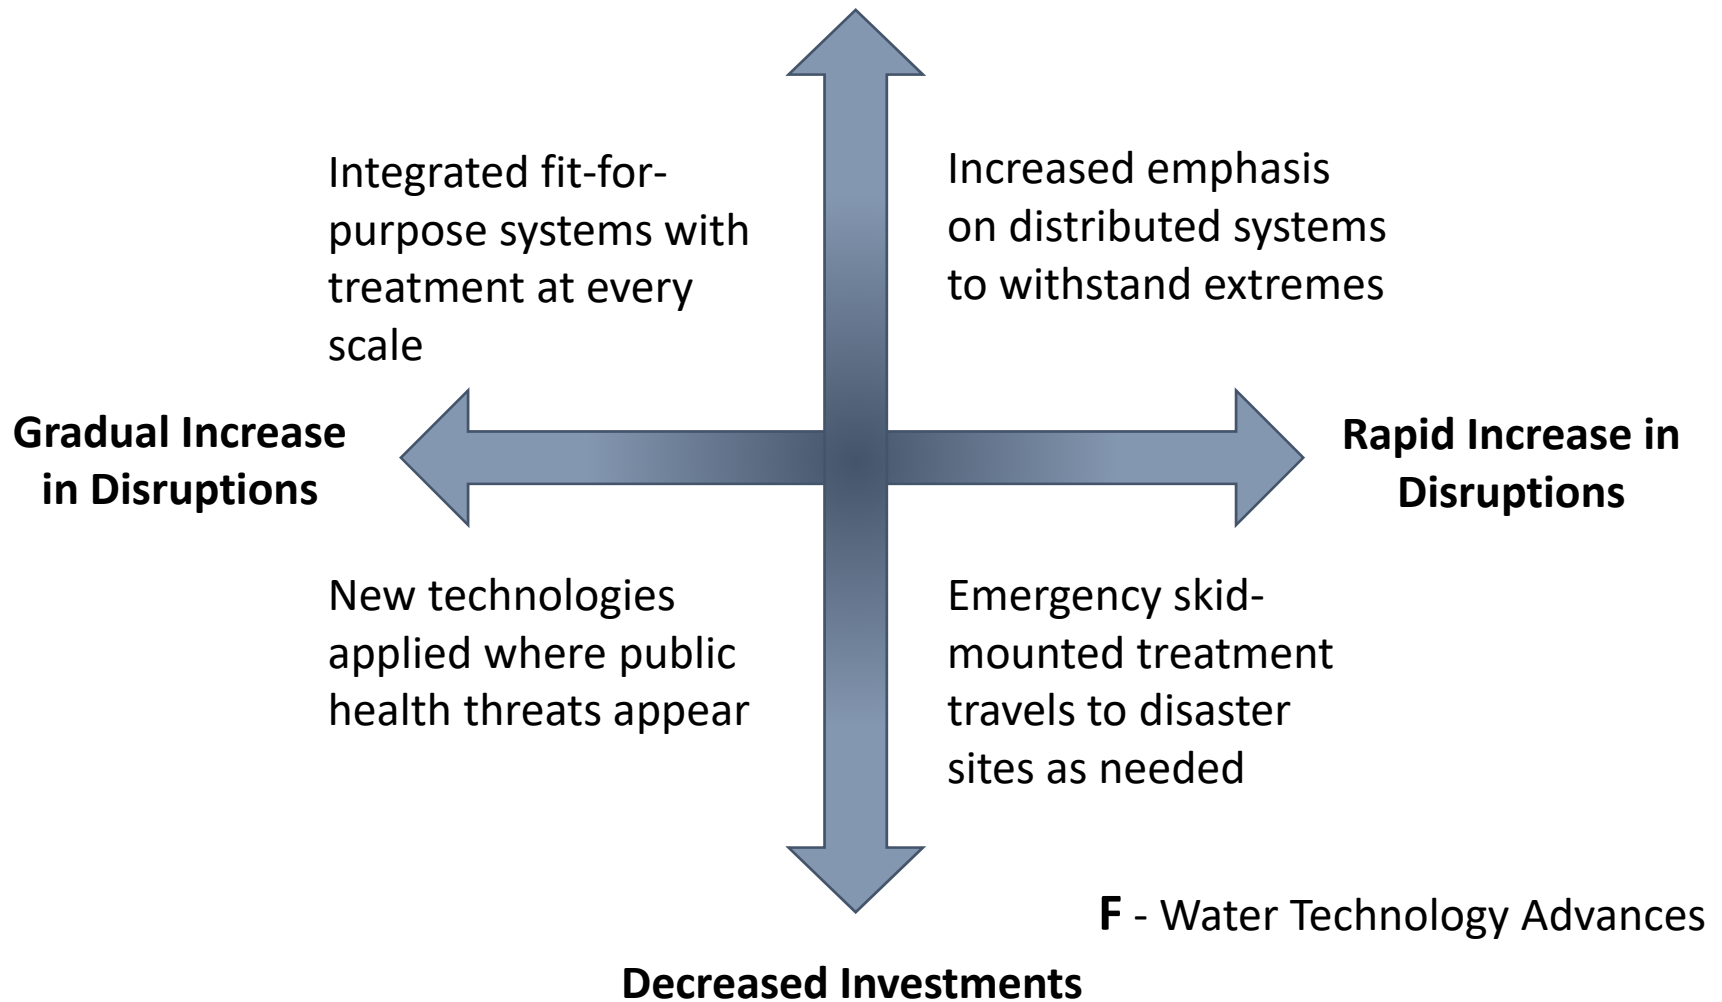 Integrated fit-for-
purpose systems with
treatment at every
scale
Increased emphasis
on distributed systems
to withstand extremes
Gradual Increase
in Disruptions
Rapid Increase in
Disruptions
New technologies
applied where public
health threats appear
Emergency skid-
mounted treatment
travels to disaster
sites as needed
F - Water Technology Advances
Decreased Investments